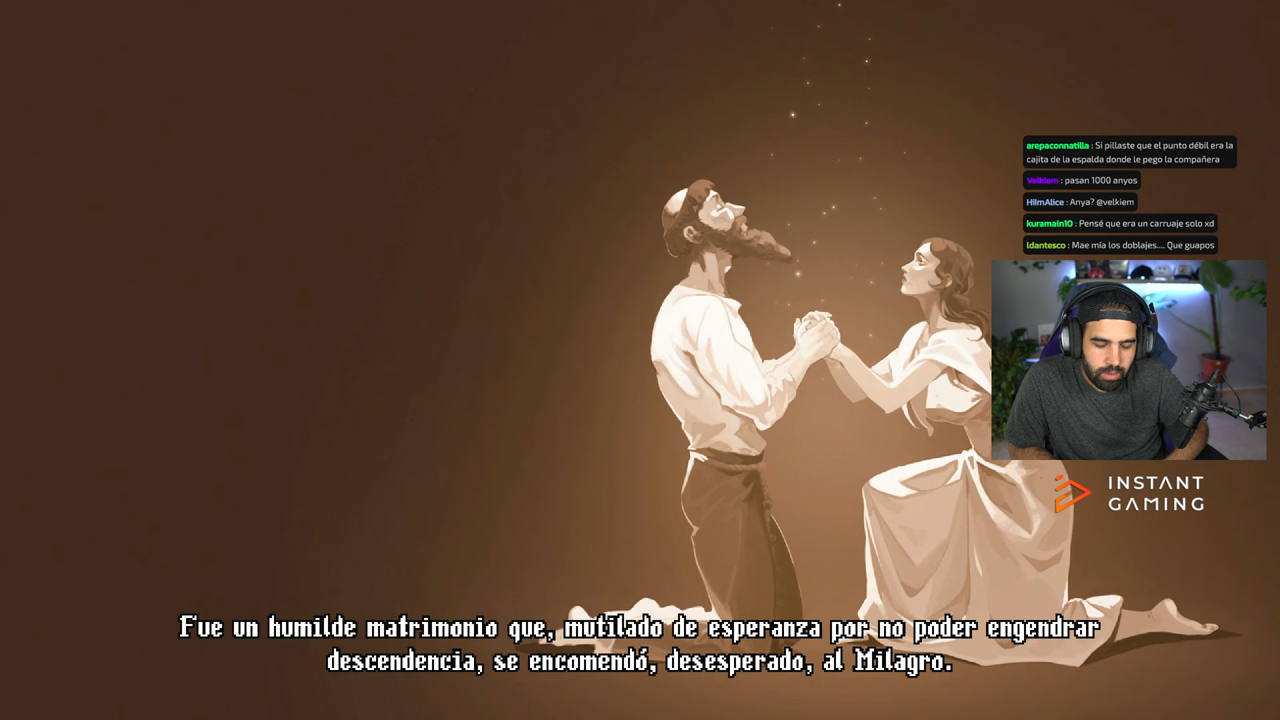 arepaconnatilla : Si pillaste que el punto débil era la
cajita de la espalda donde le pego la compañera
Velkiem : pasan 1000 anyos
HilmAlice : Anya? @velkiem
kuramain10 : Pensé que era un carruaje solo xd
ldantesco : Mae mía los doblajes.... Que guapos
INSTANT
GAMING
Fue un humilde matrimonio que, mutilado de esperanza por no poder engendrar
descendencia, se encomendó, desesperado, al Milagro.